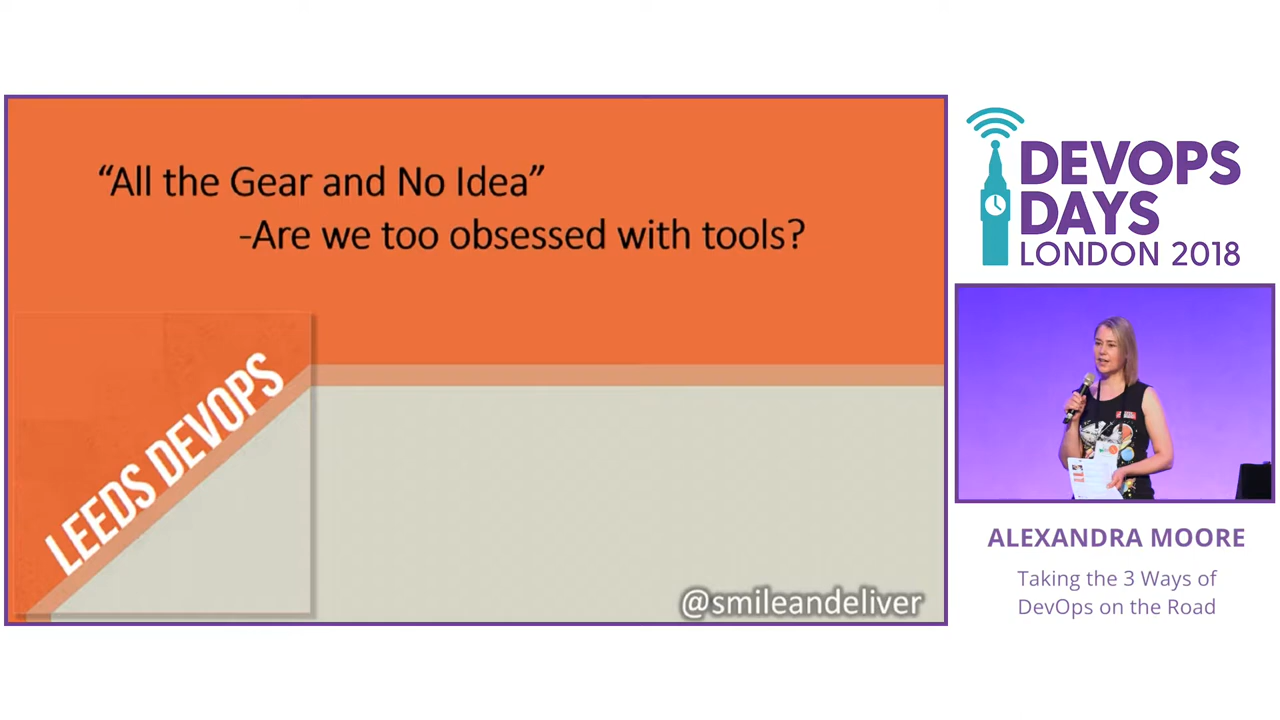 “All the Gear and No Idea”
-Are we too obsessed with tools?
LEEDS DEVOPS
@smileandeliver
DEVOPS
DAYS
LONDON 2018
ALEXANDRA MOORE
Taking the 3 Ways of
DevOps on the Road